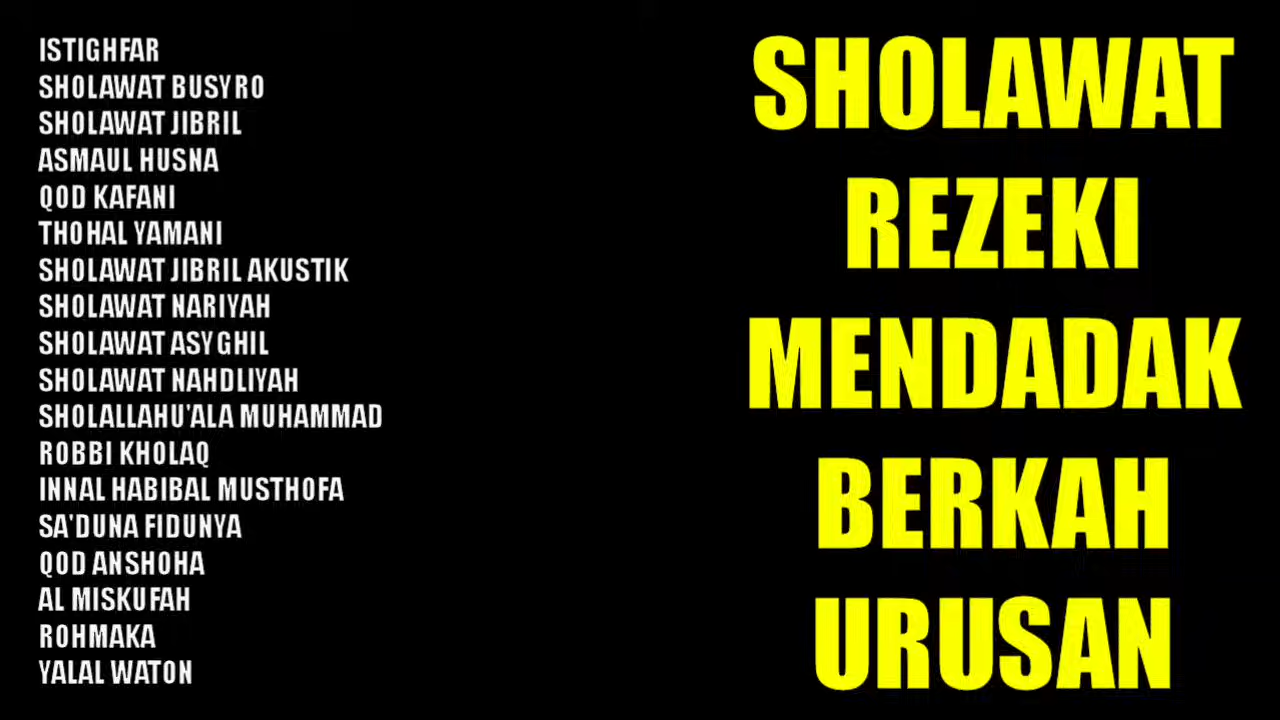 ISTIGHFAR
SHOLAWAT BUSYRO
SHOLAWAT JIBRIL
ASMAUL HUSNA
QOD KAFANI
THOHAL YAMANI
SHOLAWAT JIBRIL AKUSTIK
SHOLAWAT NARIYAH
SHOLAWAT ASYGHIL
SHOLAWAT NAHDLIYAH
SHOLALLAHU'ALA MUHAMMAD
ROBBI KHOLAQ
INNAL HABIBAL MUSTHOFA
SA'DUNA FIDUNYA
QOD ANSHOHA
AL MISKUFAH
ROHMAKA
YALAL WATON
SHOLAWAT
REZEKI
MENDADAK
BERKAH
URUSAN